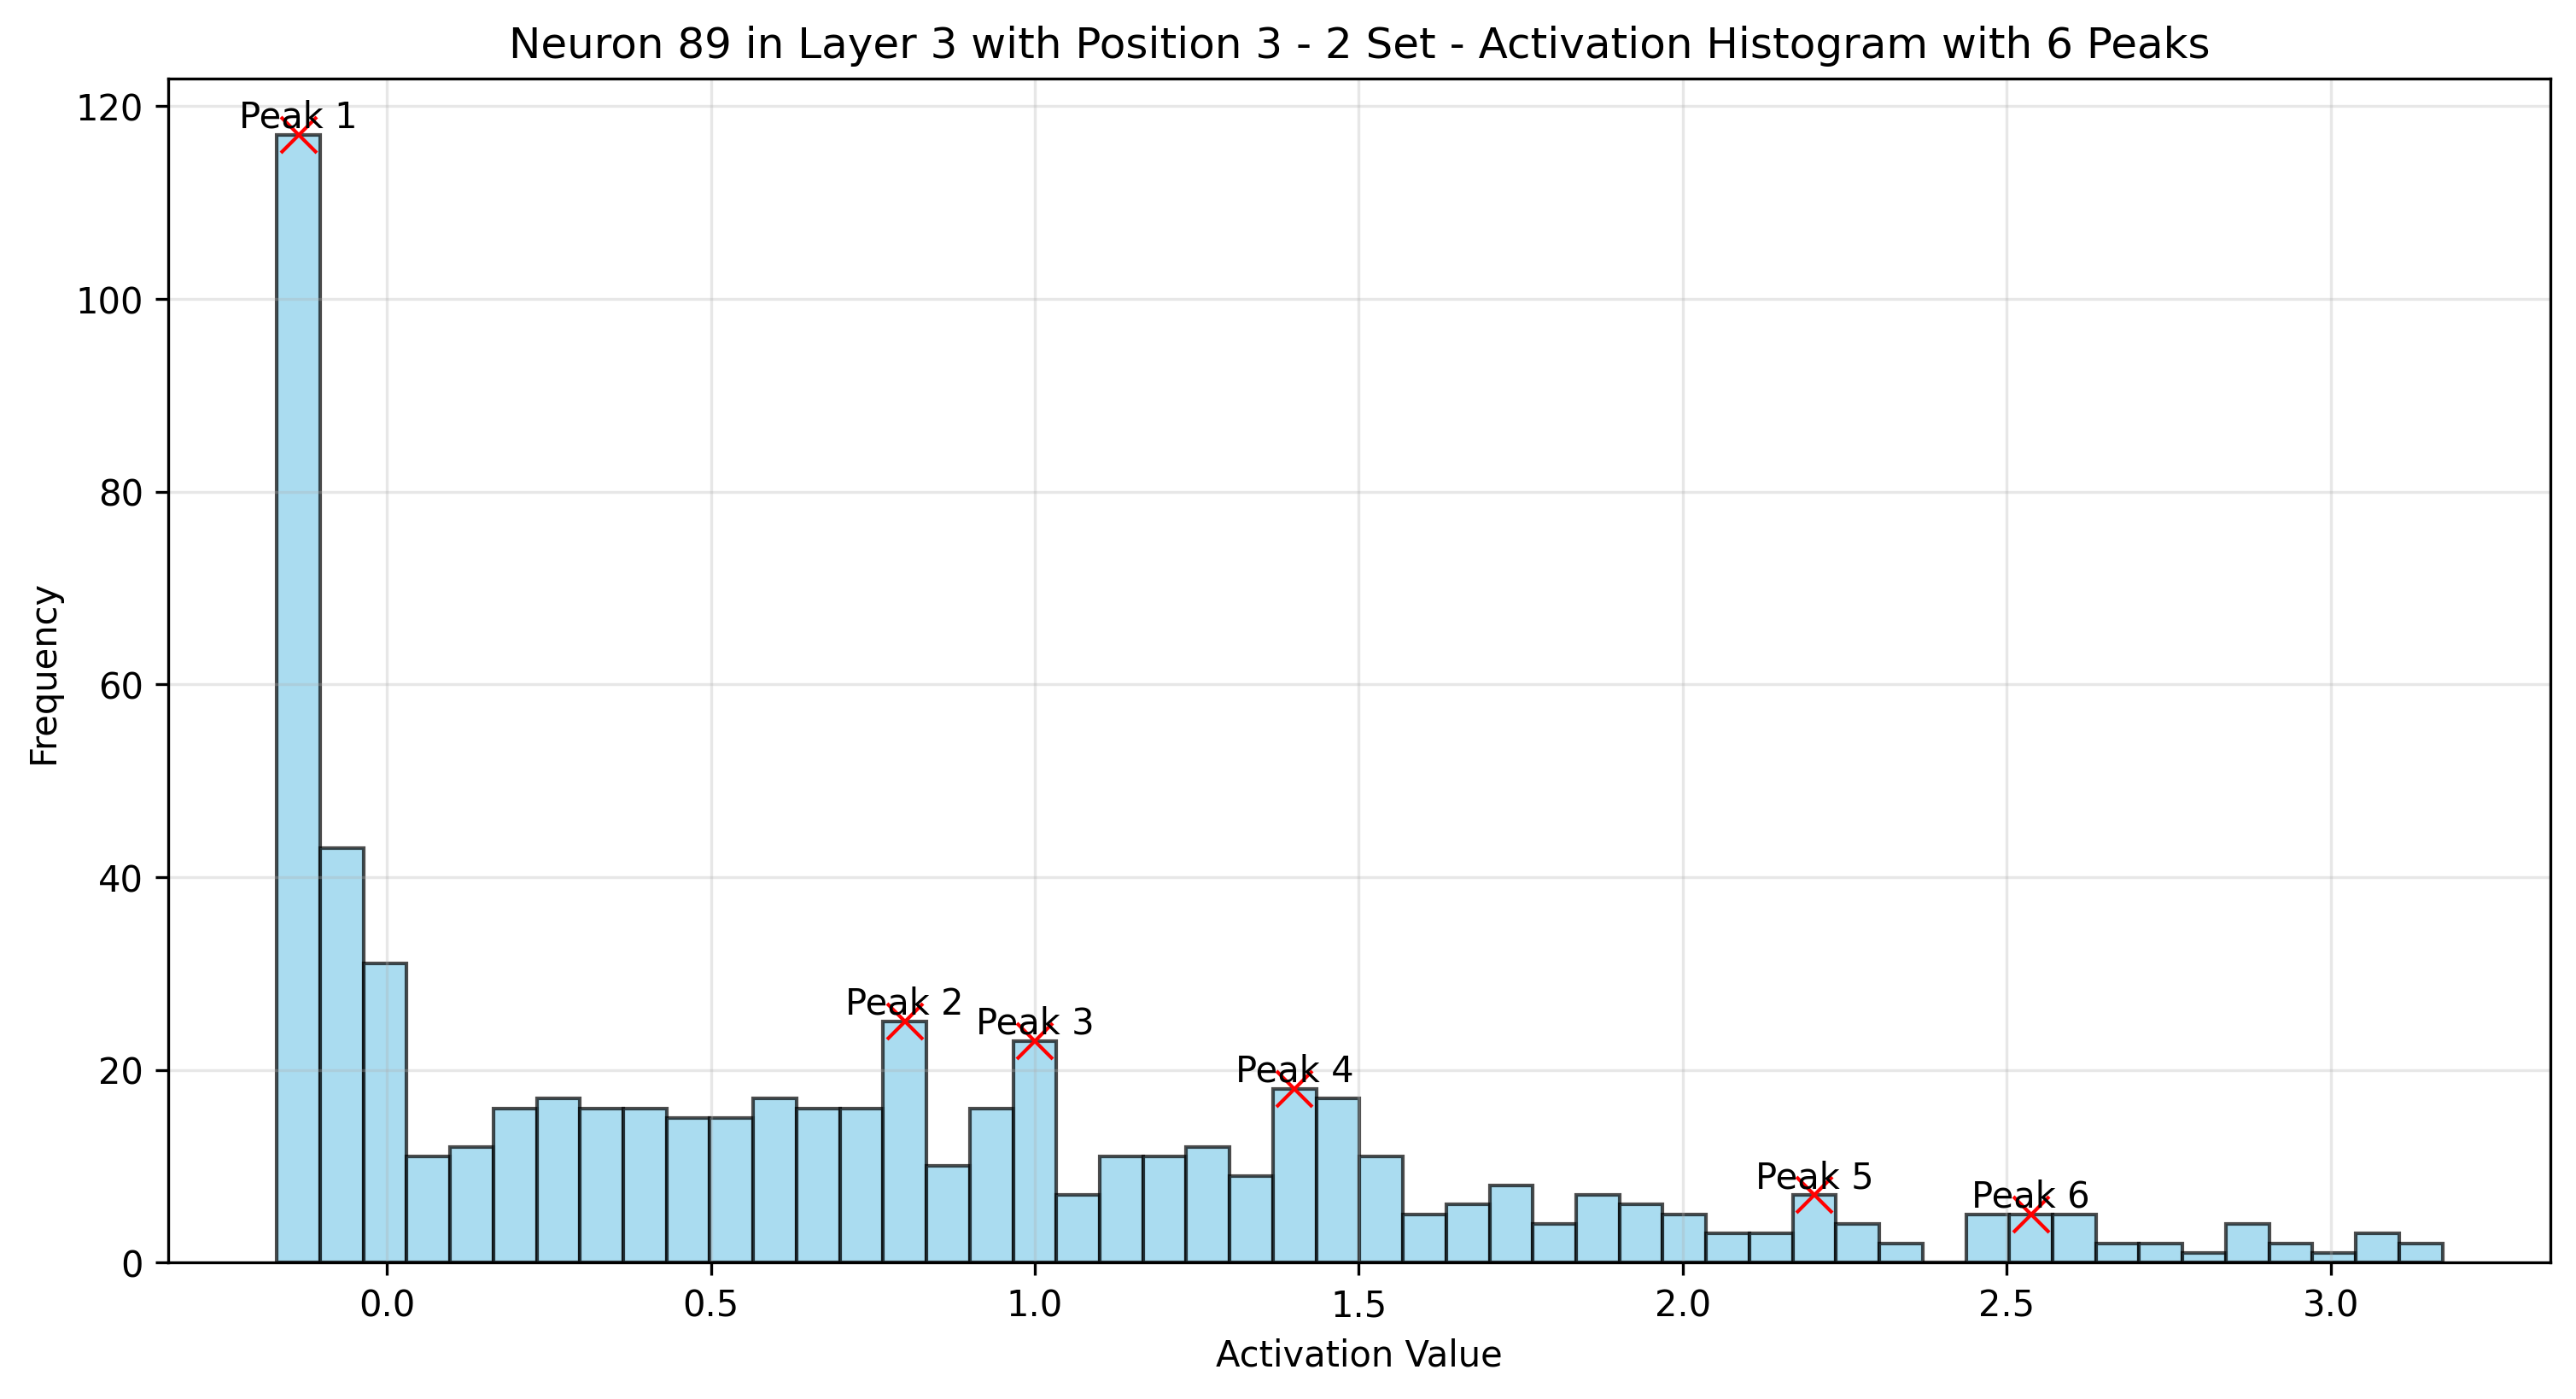 Neuron 89 in Layer 3 with Position 3 - 2 Set - Activation Histogram with 6 Peaks
120
100
80
60
40
20
0
Frequency
Peak 1
Peak 2
Peak 3
Peak 4
Peak 5
Peak 6
0.0 0.5 1.0 1.5 2.0 2.5 3.0
Activation Value